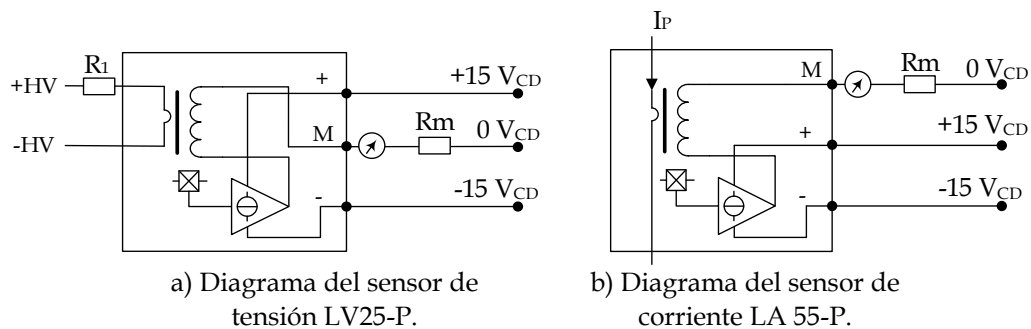 R1
+HV
-HV
+
M
-
Rm
+15 VCD
0 VCD
-15 VCD
a) Diagrama del sensor de
tensión LV25-P.
IP
M
+
-
Rm
0 VCD
+15 VCD
-15 VCD
b) Diagrama del sensor de
corriente LA 55-P.